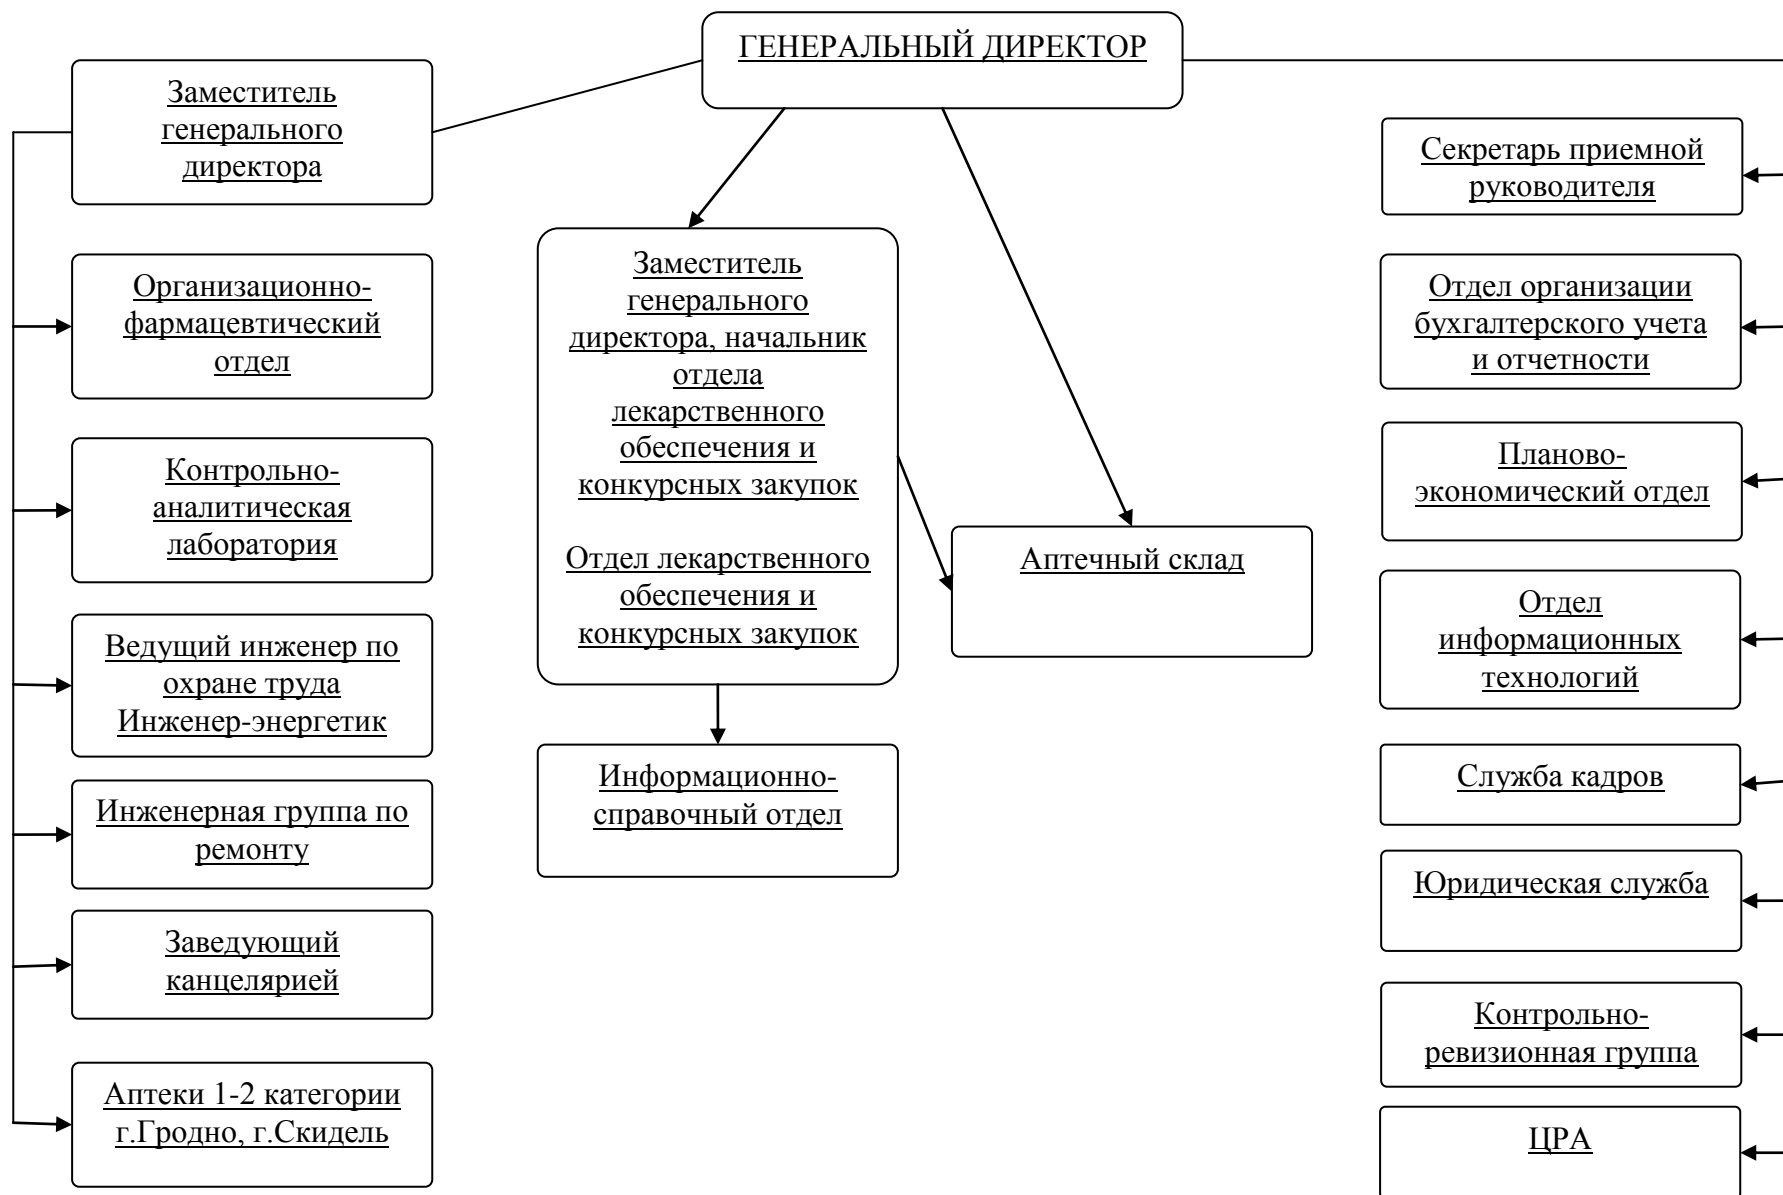 ГЕНЕРАЛЬНЫЙ ДИРЕКТОР
Заместитель
генерального
директора
Организационно-
фармацевтический
отдел
Контрольно-
аналитическая
лаборатория
Ведущий инженер по
охране труда
Инженер-энергетик
Инженерная группа по
ремонту
Заведующий
канцелярией
Аптеки 1-2 категории
г.Гродно, г.Скидель
Заместитель
генерального
директора, начальник
отдела
лекарственного
обеспечения и
конкурсных закупок
Отдел лекарственного
обеспечения и
конкурсных закупок
Информационно-
справочный отдел
Аптечный склад
Секретарь приемной
руководителя
Отдел организации
бухгалтерского учета
и отчетности
Планово-
экономический отдел
Отдел
информационных
технологий
Служба кадров
Юридическая служба
Контрольно-
ревизионная группа
ЦРА